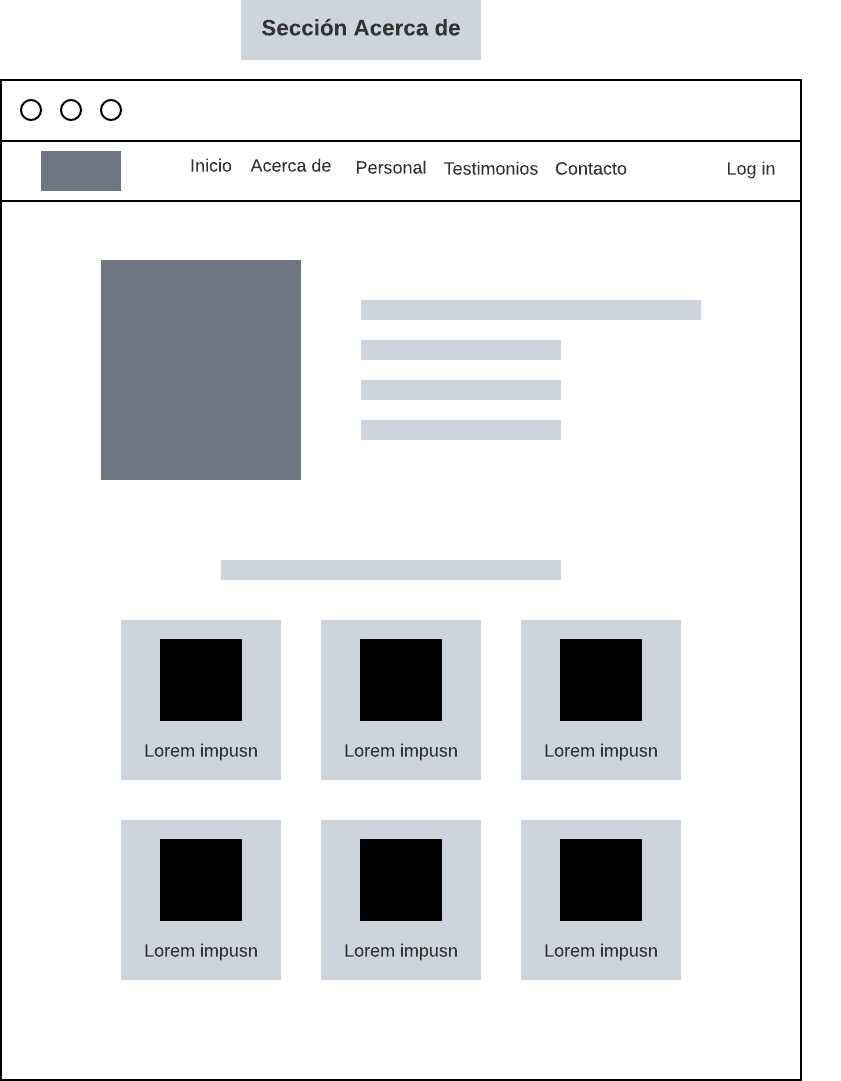 Sección Acerca de
Inicio Acerca de Personal Testimonios Contacto Log in
Lorem impusn Lorem impusn Lorem impusn
Lorem impusn Lorem impusn Lorem impusn